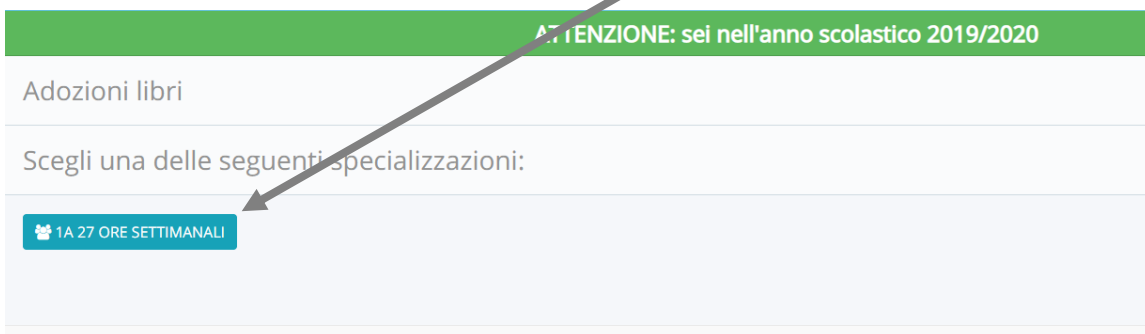 ATTENZIONE: sei nell'anno scolastico 2019/2020
Adozioni libri
Scegli una delle seguenti specializzazioni:
1A 27 ORE SETTIMANALI